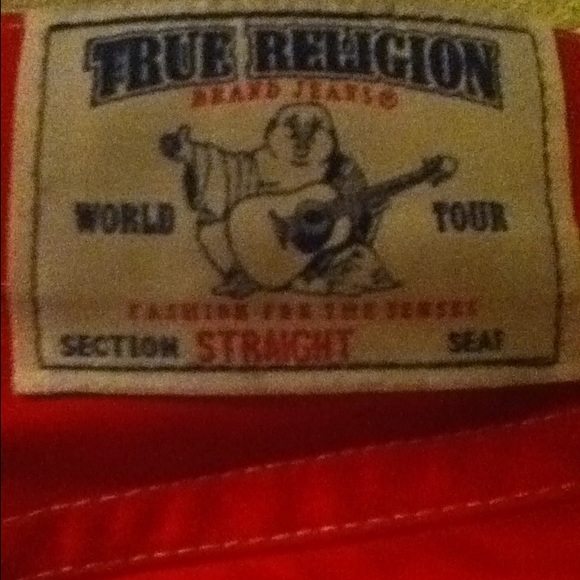 TRUE RELIGION
BRAND JEANS®
WORLD TOUR
FASHION FOR THE SENSES
SECTION STRAIGHT SEAT